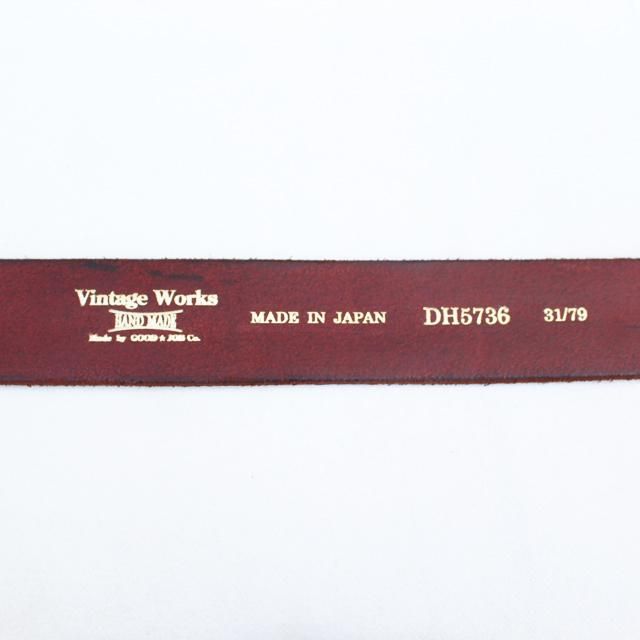 Vintage Works
HAND MADE
Made by GOOD☆JOB Co.
MADE IN JAPAN
DH5736
31/79